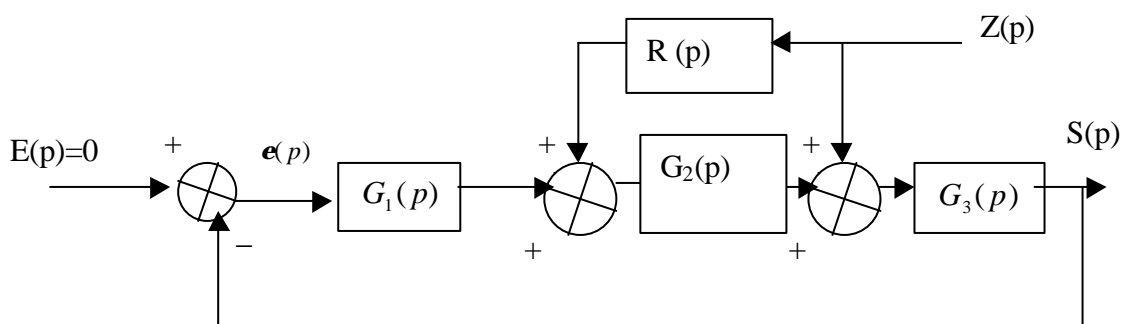 Z(p)
R (p)
S(p)
E(p)=0
+
e(p)
+
G₂(p)
+
G₁(p)
G₃(p)
−
+
+